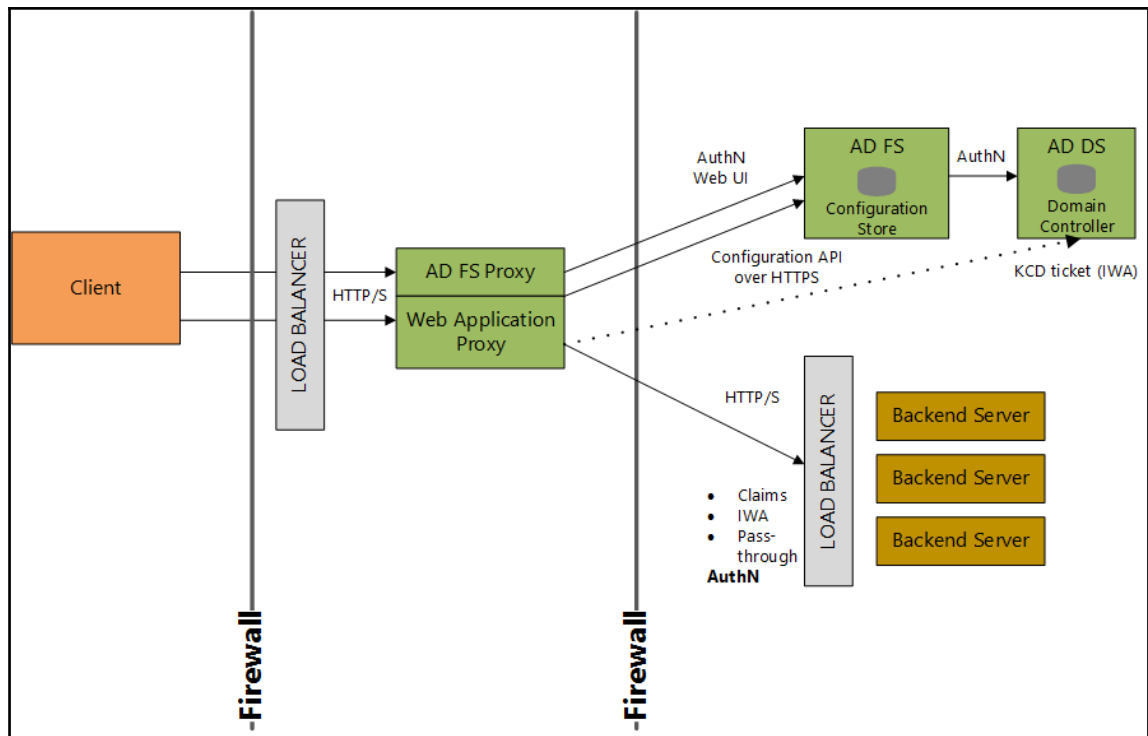 Client
Firewall
LOAD BALANCER
HTTP/S
AD FS Proxy
Web Application
Proxy
Firewall
AuthN
Web UI
Configuration API
over HTTPS
AD FS
Configuration
Store
AuthN
AD DS
Domain
Controller
KCD ticket (IWA)
HTTP/S
• Claims
• IWA
• Pass-
through
AuthN
LOAD BALANCER
Backend Server
Backend Server
Backend Server